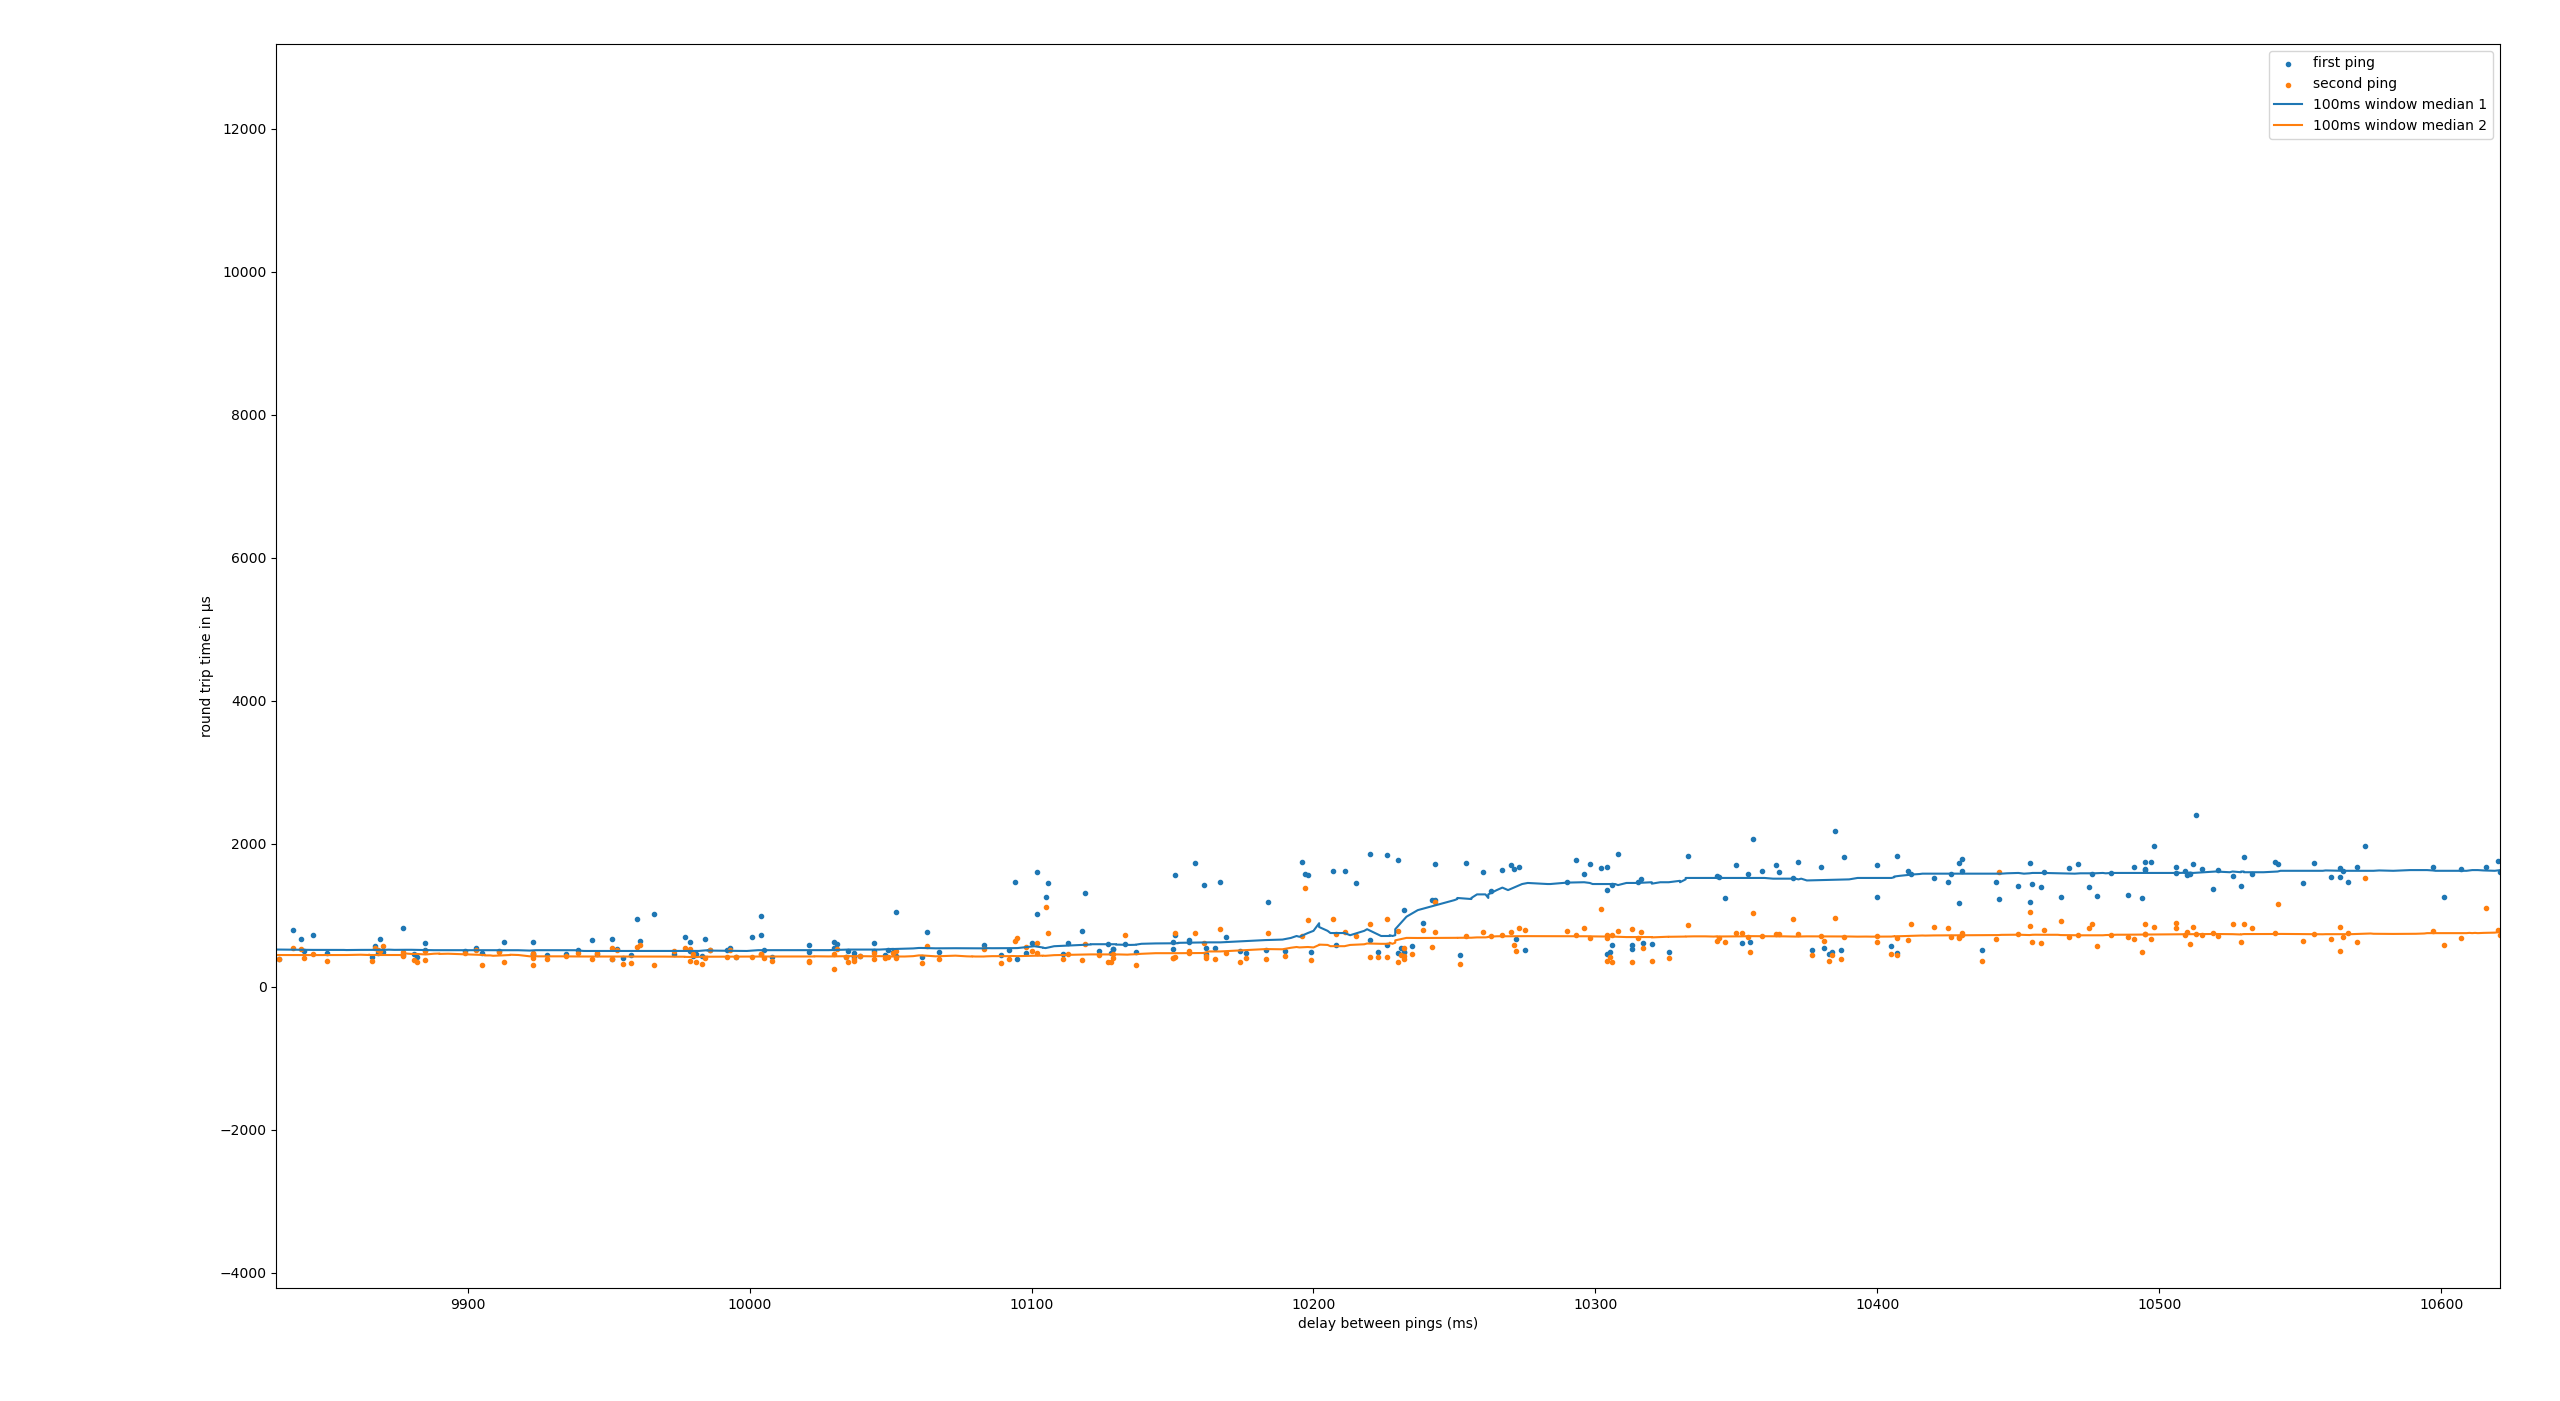 first ping
second ping
100ms window median 1
100ms window median 2
12000
10000
8000
6000
4000
2000
0
−2000
−4000
round trip time in µs
9900
10000
10100
10200
10300
10400
10500
10600
delay between pings (ms)